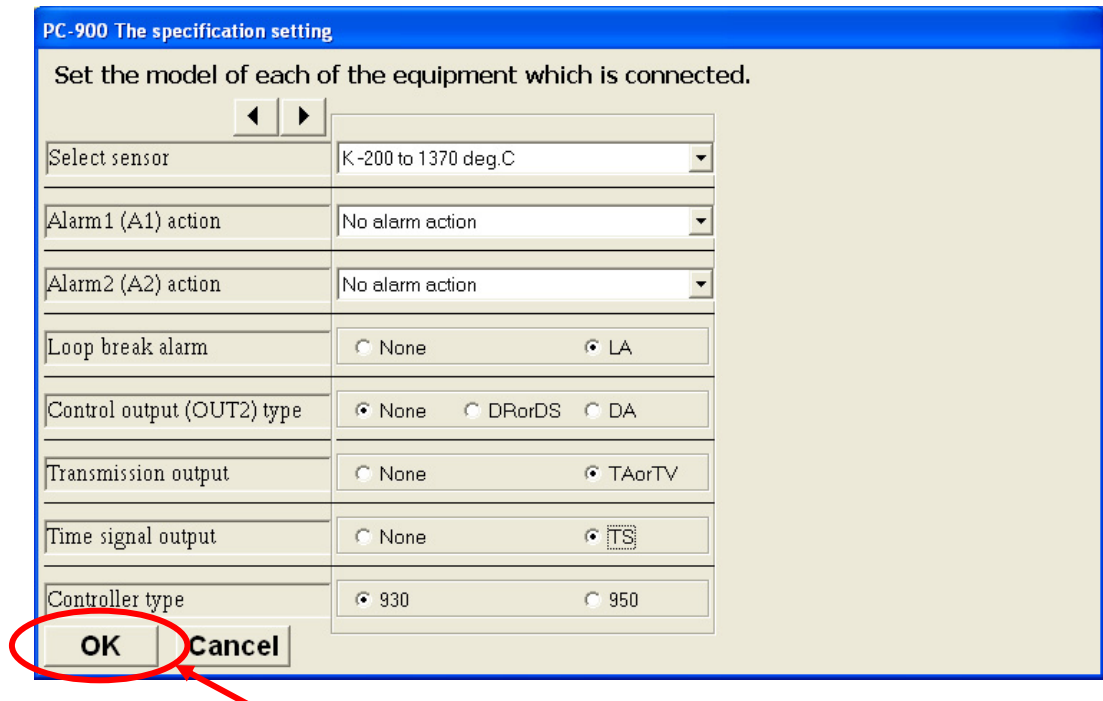 PC-900 The specification setting
Set the model of each of the equipment which is connected.
Select sensor K -200 to 1370 deg.C
Alarm1 (A1) action No alarm action
Alarm2 (A2) action No alarm action
Loop break alarm None LA
Control output (OUT2) type None DRorDS DA
Transmission output None TAorTV
Time signal output None TS
Controller type 930 950
OK Cancel